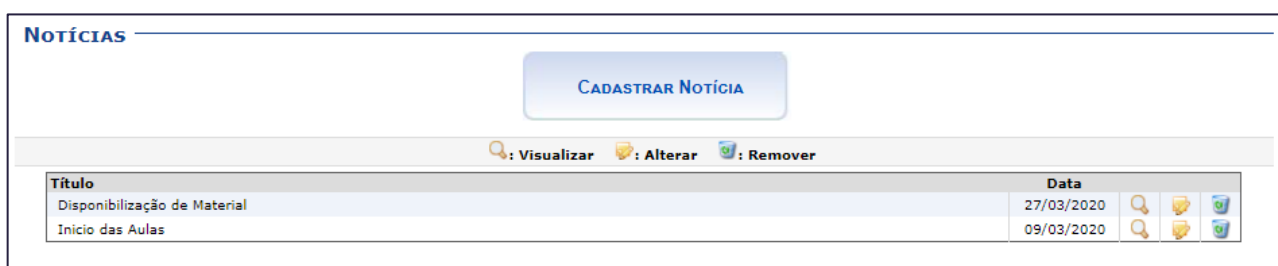 Notícias
Cadastrar Notícia
: Visualizar : Alterar : Remover
Título Data
Disponibilização de Material 27/03/2020
Inicio das Aulas 09/03/2020